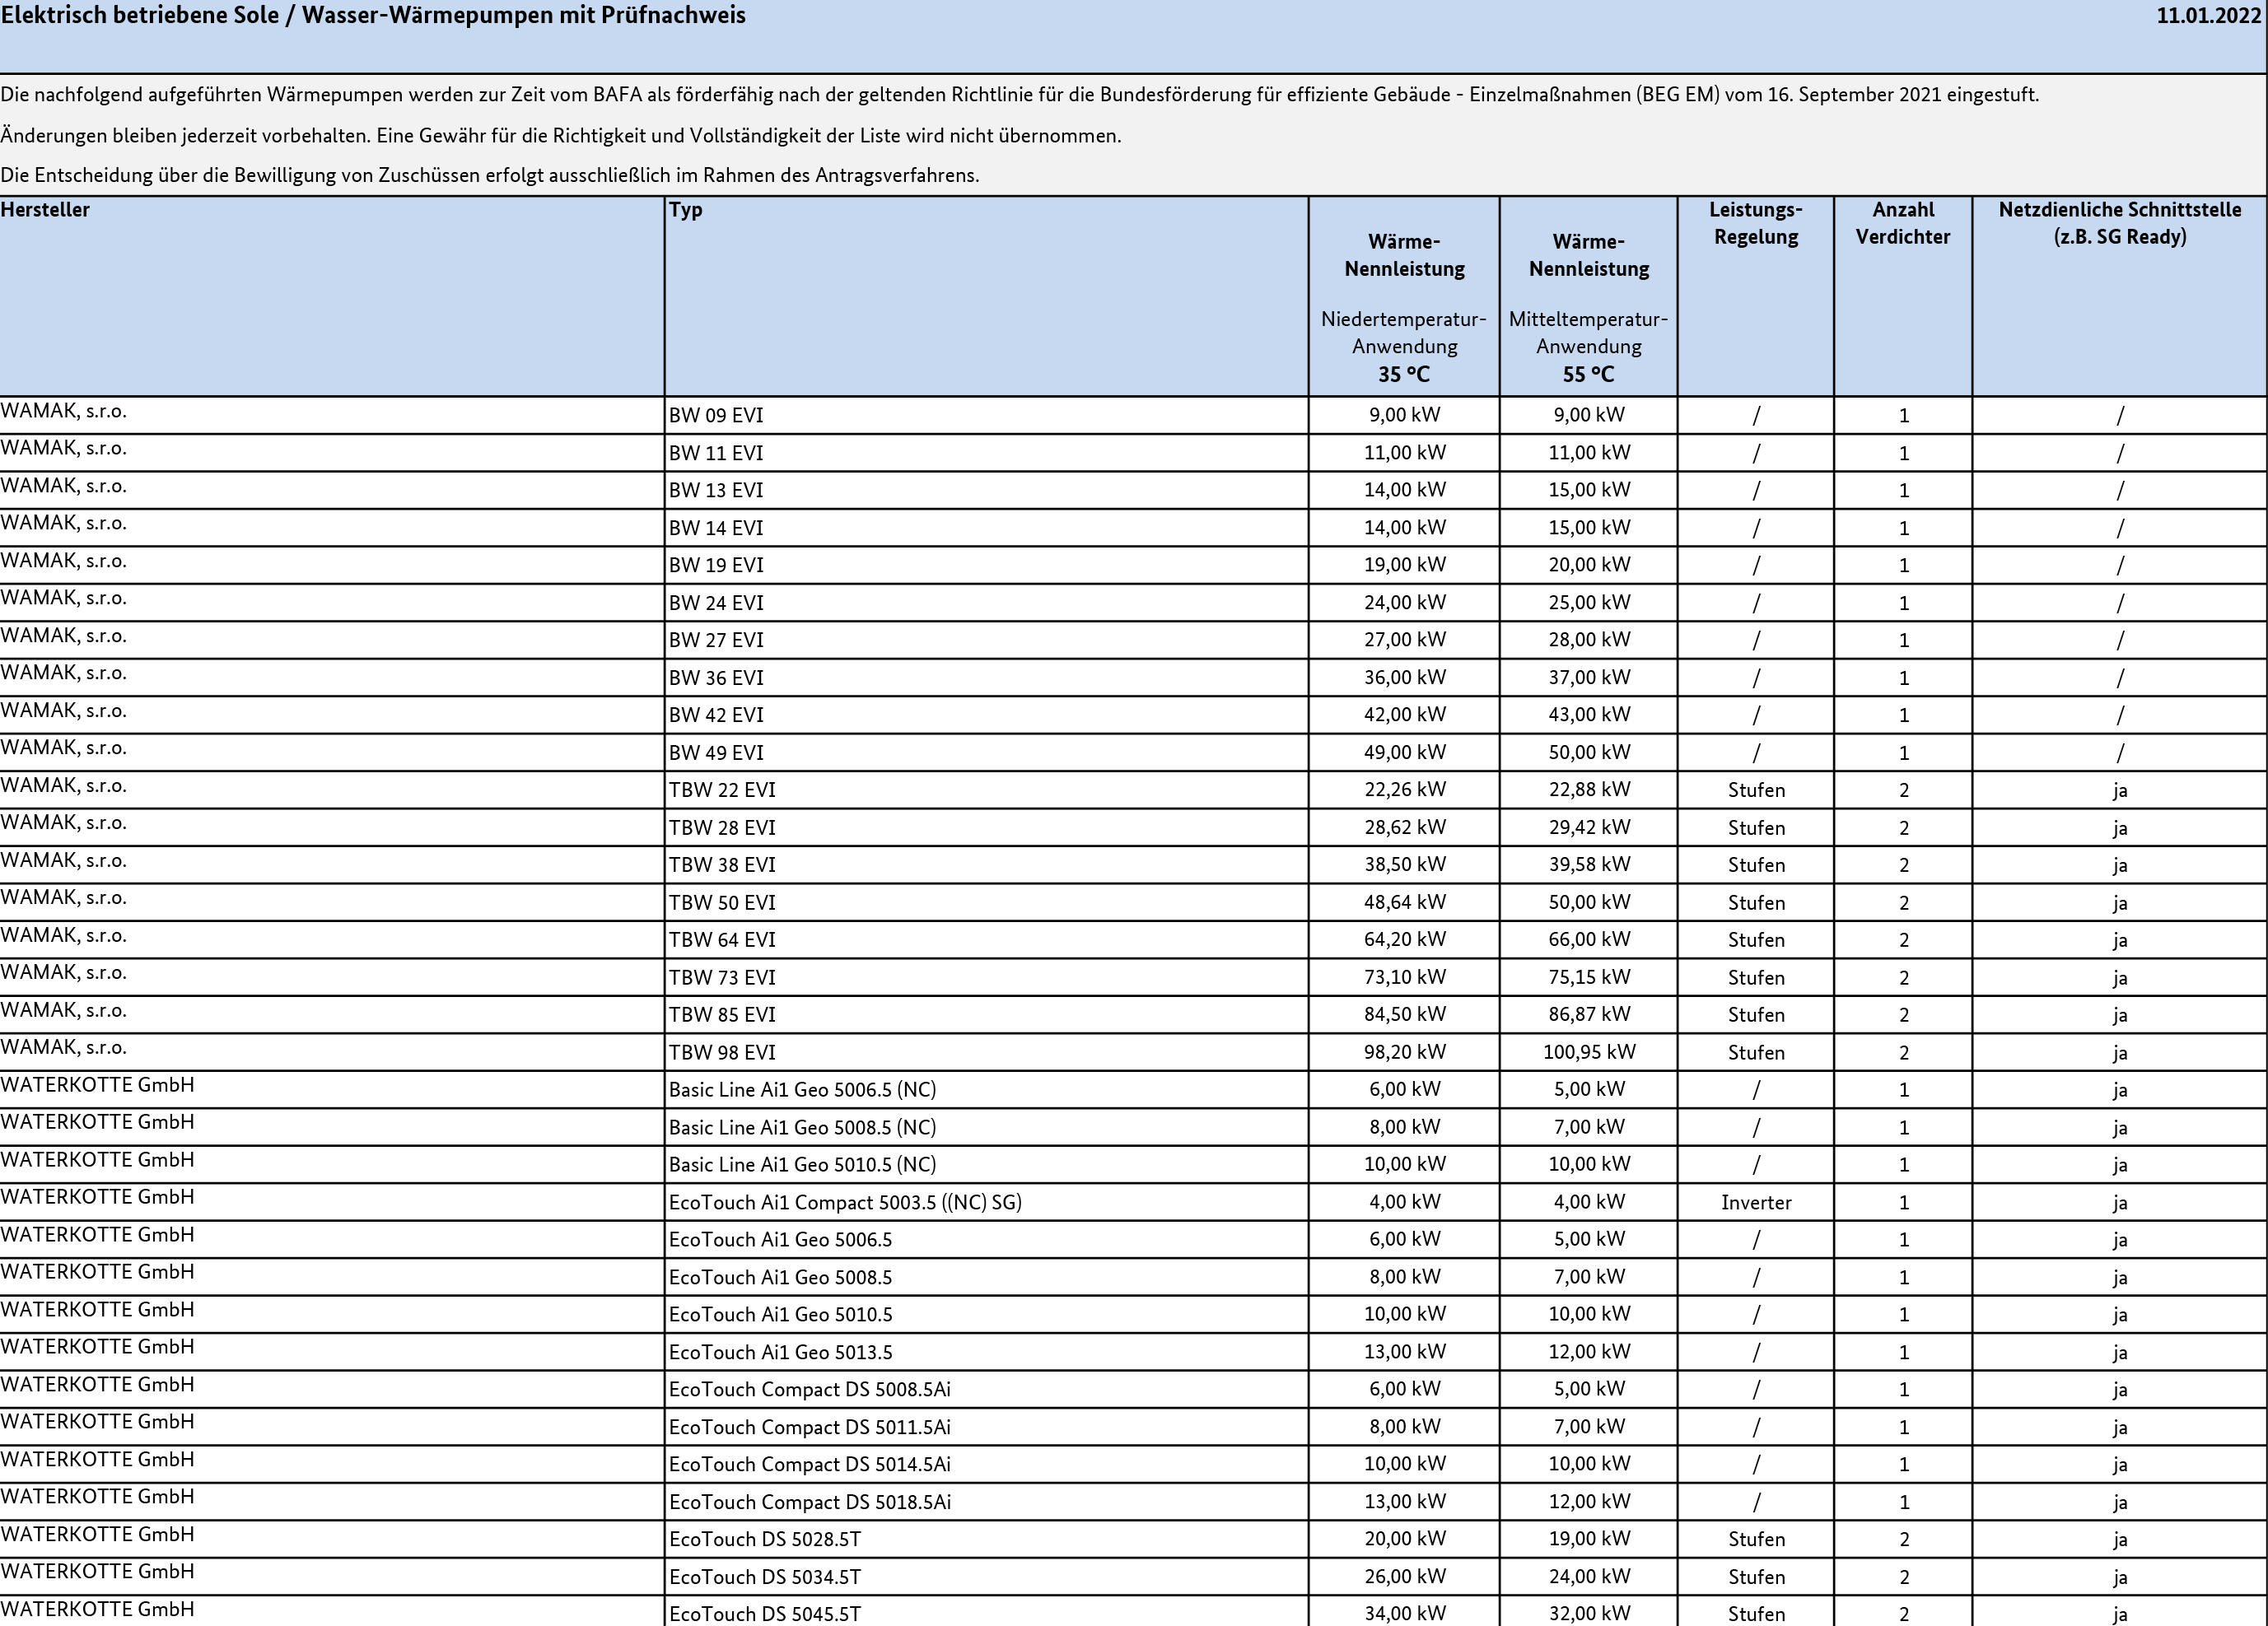 Elektrisch betriebene Sole / Wasser-Wärmepumpen mit Prüfnachweis 11.01.2022
Die nachfolgend aufgeführten Wärmepumpen werden zur Zeit vom BAFA als förderfähig nach der geltenden Richtlinie für die Bundesförderung für effiziente Gebäude - Einzelmaßnahmen (BEG EM) vom 16. September 2021 eingestuft.
Änderungen bleiben jederzeit vorbehalten. Eine Gewähr für die Richtigkeit und Vollständigkeit der Liste wird nicht übernommen.
Die Entscheidung über die Bewilligung von Zuschüssen erfolgt ausschließlich im Rahmen des Antragsverfahrens.
Hersteller
Typ
Wärme-
Nennleistung
Niedertemperatur-
Anwendung
35 °C
Wärme-
Nennleistung
Mitteltemperatur-
Anwendung
55 °C
Leistungs-
Regelung
Anzahl
Verdichter
Netzdienliche Schnittstelle
(z.B. SG Ready)
WAMAK, s.r.o. BW 09 EVI 9,00 kW 9,00 kW / 1 /
WAMAK, s.r.o. BW 11 EVI 11,00 kW 11,00 kW / 1 /
WAMAK, s.r.o. BW 13 EVI 14,00 kW 15,00 kW / 1 /
WAMAK, s.r.o. BW 14 EVI 14,00 kW 15,00 kW / 1 /
WAMAK, s.r.o. BW 19 EVI 19,00 kW 20,00 kW / 1 /
WAMAK, s.r.o. BW 24 EVI 24,00 kW 25,00 kW / 1 /
WAMAK, s.r.o. BW 27 EVI 27,00 kW 28,00 kW / 1 /
WAMAK, s.r.o. BW 36 EVI 36,00 kW 37,00 kW / 1 /
WAMAK, s.r.o. BW 42 EVI 42,00 kW 43,00 kW / 1 /
WAMAK, s.r.o. BW 49 EVI 49,00 kW 50,00 kW / 1 /
WAMAK, s.r.o. TBW 22 EVI 22,26 kW 22,88 kW Stufen 2 ja
WAMAK, s.r.o. TBW 28 EVI 28,62 kW 29,42 kW Stufen 2 ja
WAMAK, s.r.o. TBW 38 EVI 38,50 kW 39,58 kW Stufen 2 ja
WAMAK, s.r.o. TBW 50 EVI 48,64 kW 50,00 kW Stufen 2 ja
WAMAK, s.r.o. TBW 64 EVI 64,20 kW 66,00 kW Stufen 2 ja
WAMAK, s.r.o. TBW 73 EVI 73,10 kW 75,15 kW Stufen 2 ja
WAMAK, s.r.o. TBW 85 EVI 84,50 kW 86,87 kW Stufen 2 ja
WAMAK, s.r.o. TBW 98 EVI 98,20 kW 100,95 kW Stufen 2 ja
WATERKOTTE GmbH Basic Line Ai1 Geo 5006.5 (NC) 6,00 kW 5,00 kW / 1 ja
WATERKOTTE GmbH Basic Line Ai1 Geo 5008.5 (NC) 8,00 kW 7,00 kW / 1 ja
WATERKOTTE GmbH Basic Line Ai1 Geo 5010.5 (NC) 10,00 kW 10,00 kW / 1 ja
WATERKOTTE GmbH EcoTouch Ai1 Compact 5003.5 ((NC) SG) 4,00 kW 4,00 kW Inverter 1 ja
WATERKOTTE GmbH EcoTouch Ai1 Geo 5006.5 6,00 kW 5,00 kW / 1 ja
WATERKOTTE GmbH EcoTouch Ai1 Geo 5008.5 8,00 kW 7,00 kW / 1 ja
WATERKOTTE GmbH EcoTouch Ai1 Geo 5010.5 10,00 kW 10,00 kW / 1 ja
WATERKOTTE GmbH EcoTouch Ai1 Geo 5013.5 13,00 kW 12,00 kW / 1 ja
WATERKOTTE GmbH EcoTouch Compact DS 5008.5Ai 6,00 kW 5,00 kW / 1 ja
WATERKOTTE GmbH EcoTouch Compact DS 5011.5Ai 8,00 kW 7,00 kW / 1 ja
WATERKOTTE GmbH EcoTouch Compact DS 5014.5Ai 10,00 kW 10,00 kW / 1 ja
WATERKOTTE GmbH EcoTouch Compact DS 5018.5Ai 13,00 kW 12,00 kW / 1 ja
WATERKOTTE GmbH EcoTouch DS 5028.5T 20,00 kW 19,00 kW Stufen 2 ja
WATERKOTTE GmbH EcoTouch DS 5034.5T 26,00 kW 24,00 kW Stufen 2 ja
WATERKOTTE GmbH EcoTouch DS 5045.5T 34,00 kW 32,00 kW Stufen 2 ja